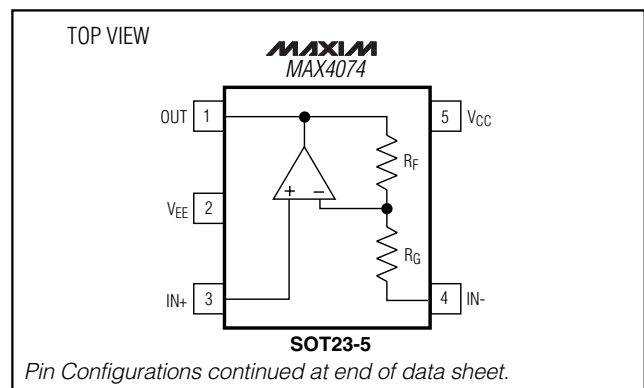 TOP VIEW
MAXIM
MAX4074
OUT 1
5 VCC
RF
+ −
VEE 2
RG
IN+ 3
4 IN-
SOT23-5
Pin Configurations continued at end of data sheet.